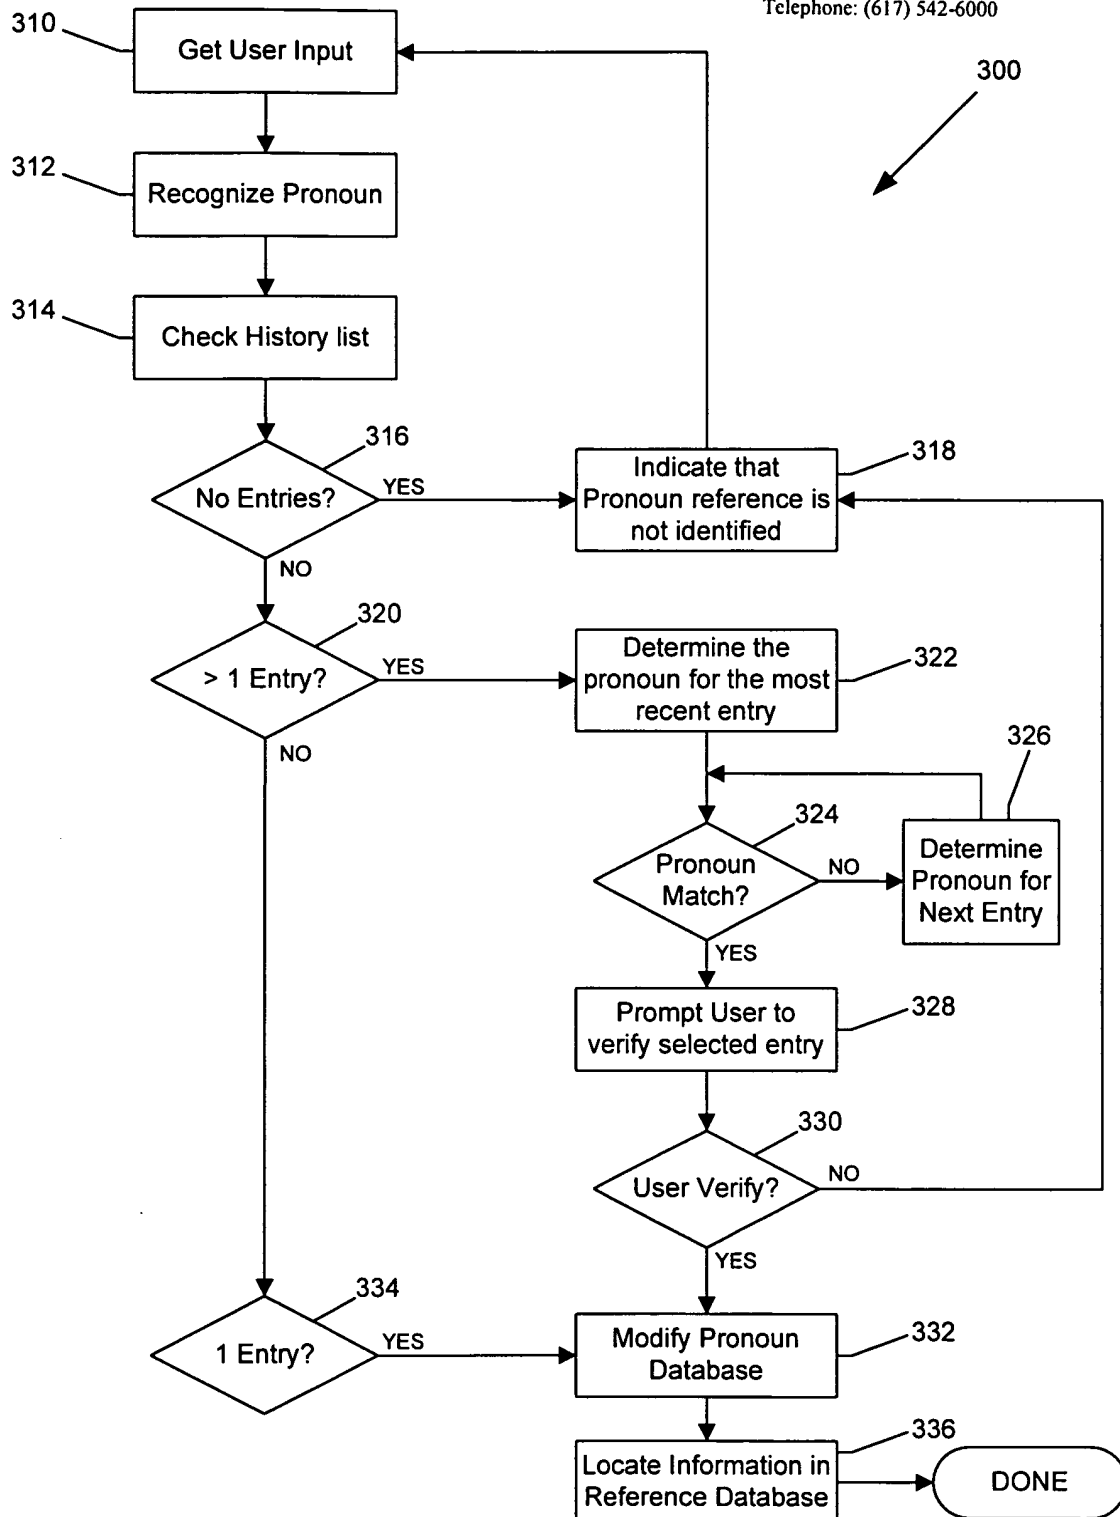 Telephone: (617) 542-6000
300
310
Get User Input
312
Recognize Pronoun
314
Check History list
316
No Entries?
YES
NO
318
Indicate that
Pronoun reference is
not identified
320
> 1 Entry?
YES
NO
322
Determine the
pronoun for the most
recent entry
324
Pronoun
Match?
NO
YES
326
Determine
Pronoun for
Next Entry
328
Prompt User to
verify selected entry
330
User Verify?
NO
YES
334
1 Entry?
YES
332
Modify Pronoun
Database
336
Locate Information in
Reference Database
DONE